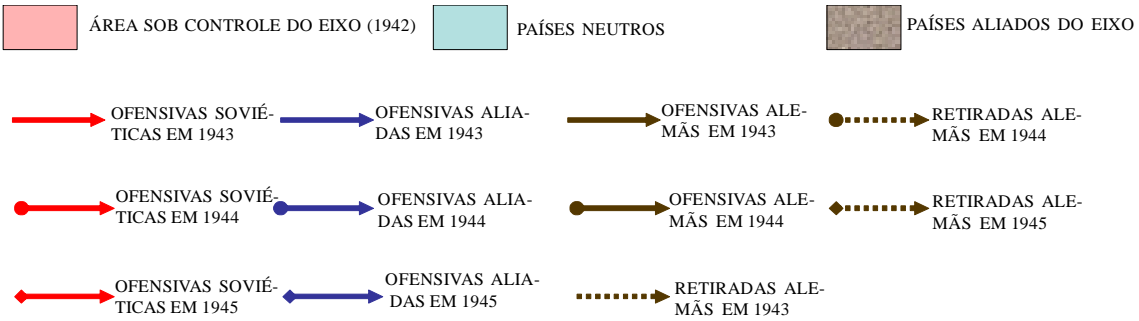 ÁREA SOB CONTROLE DO EIXO (1942)
PAÍSES NEUTROS
PAÍSES ALIADOS DO EIXO
OFENSIVAS SOVIÉ-
TICAS EM 1943
OFENSIVAS ALIA-
DAS EM 1943
OFENSIVAS ALE-
MÃS EM 1943
RETIRADAS ALE-
MÃS EM 1944
OFENSIVAS SOVIÉ-
TICAS EM 1944
OFENSIVAS ALIA-
DAS EM 1944
OFENSIVAS ALE-
MÃS EM 1944
RETIRADAS ALE-
MÃS EM 1945
OFENSIVAS SOVIÉ-
TICAS EM 1945
OFENSIVAS ALIA-
DAS EM 1945
RETIRADAS ALE-
MÃS EM 1943